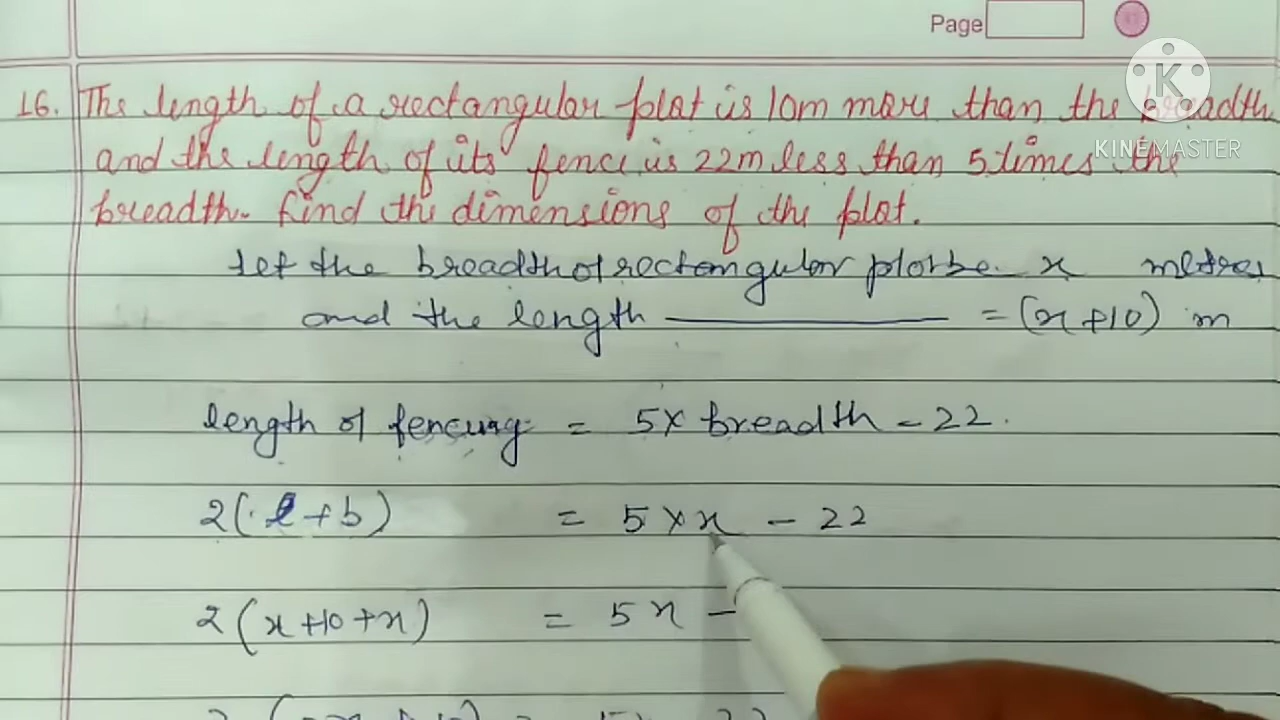 Page
K
KINEMASTER
16. The length of a rectangular plot is 10m more than the breadth
and the length of its fence is 22m less than 5 times the
breadth. Find the dimensions of the plot.
let the breadth of rectangular plot be x metres
and the length ———— = (x+10) m
length of fencing = 5× breadth - 22.
2(l+b) = 5×x - 22
2(x+10+x) = 5x -